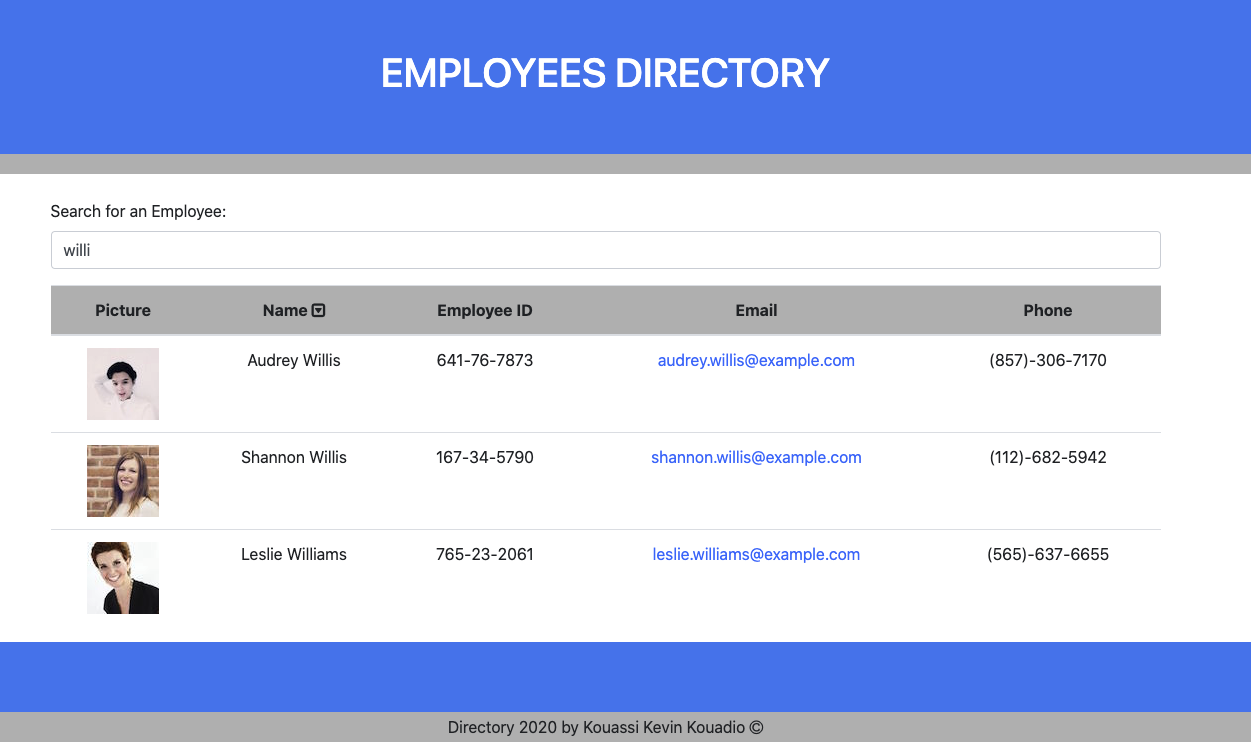 EMPLOYEES DIRECTORY
Search for an Employee:
willi
Picture Name Employee ID Email Phone
Audrey Willis 641-76-7873 audrey.willis@example.com (857)-306-7170
Shannon Willis 167-34-5790 shannon.willis@example.com (112)-682-5942
Leslie Williams 765-23-2061 leslie.williams@example.com (565)-637-6655
Directory 2020 by Kouassi Kevin Kouadio ©